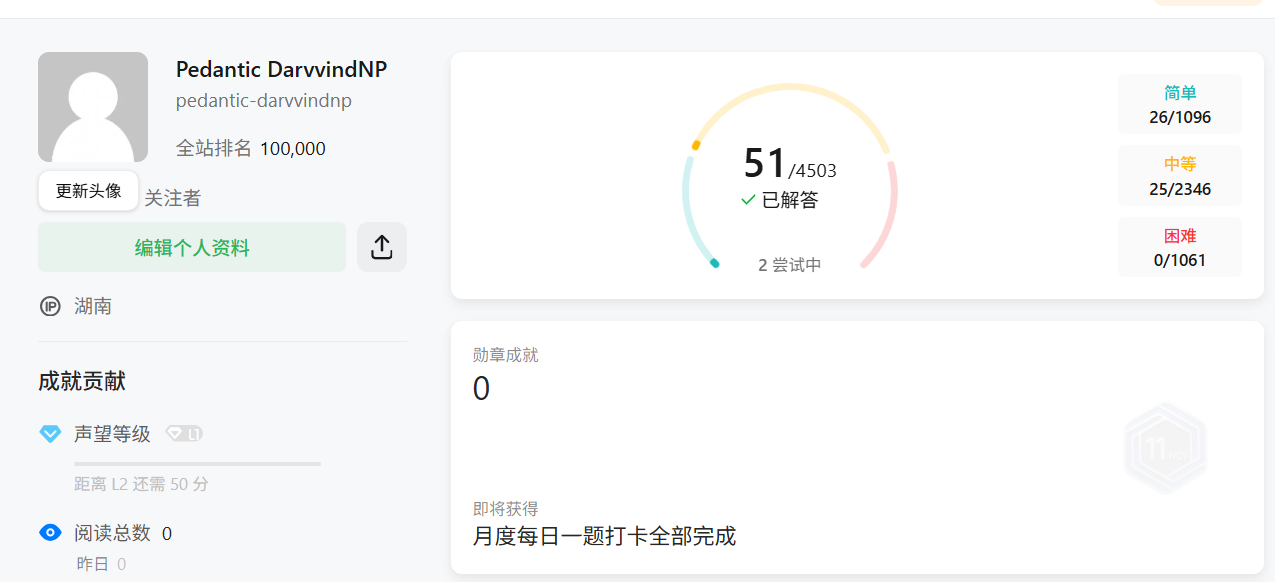 Pedantic DarvvindNP
pedantic-darvvindnp
全站排名 100,000
更新头像
关注者
编辑个人资料
IP
湖南
成就贡献
声望等级 L1
距离 L2 还需 50 分
阅读总数 0
昨日 0
51/4503
已解答
2 尝试中
简单
26/1096
中等
25/2346
困难
0/1061
勋章成就
0
11
即将获得
月度每日一题打卡全部完成